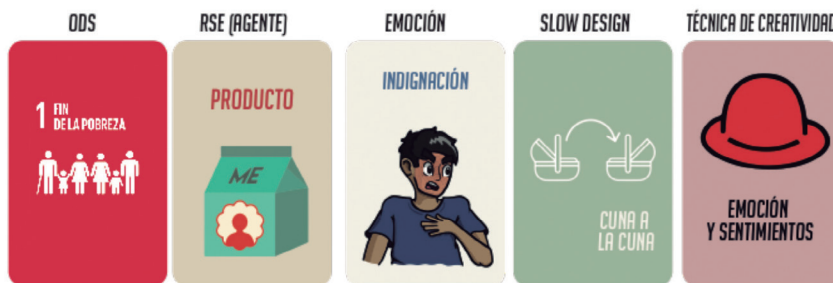 ODS
RSE (AGENTE)
EMOCIÓN
SLOW DESIGN
TÉCNICA DE CREATIVIDAD
1 FIN
DE LA POBREZA
PRODUCTO
ME
INDIGNACIÓN
CUNA A
LA CUNA
EMOCIÓN
Y SENTIMIENTOS